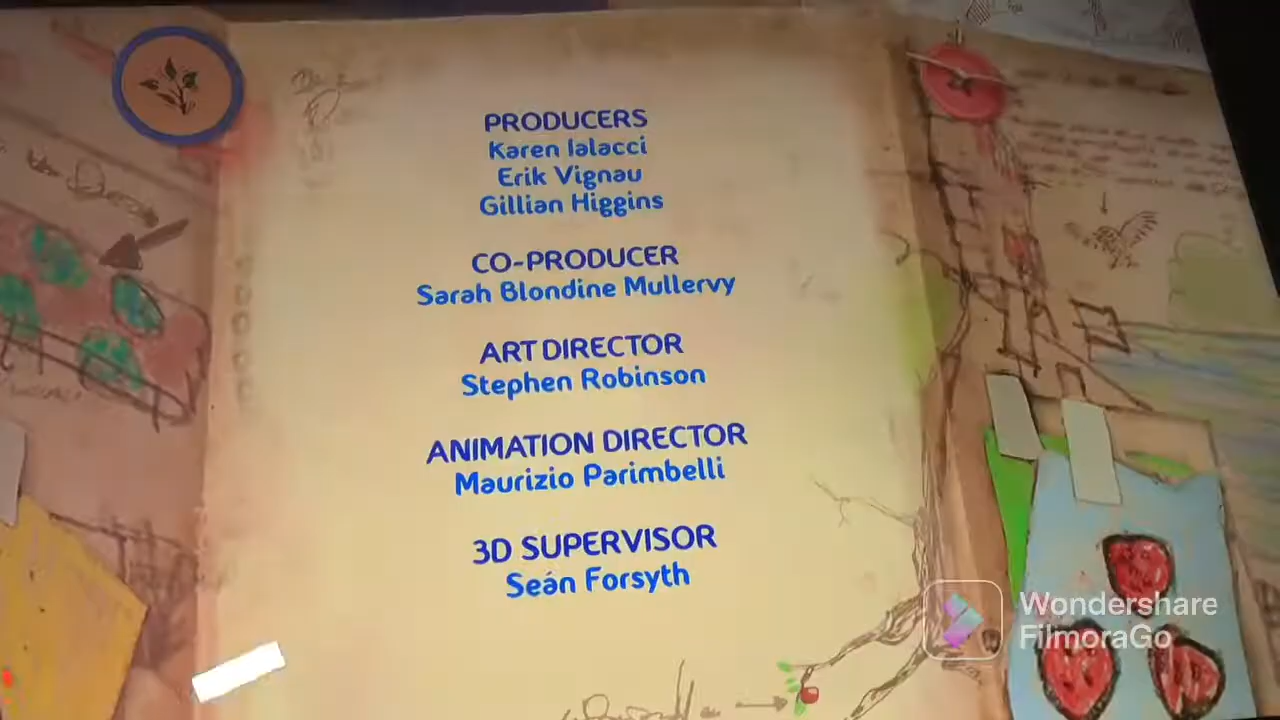 PRODUCERS
Karen Ialacci
Erik Vignau
Gillian Higgins
CO-PRODUCER
Sarah Blondine Mullervy
ART DIRECTOR
Stephen Robinson
ANIMATION DIRECTOR
Maurizio Parimbelli
3D SUPERVISOR
Seán Forsyth
Wondershare
FilmoraGo